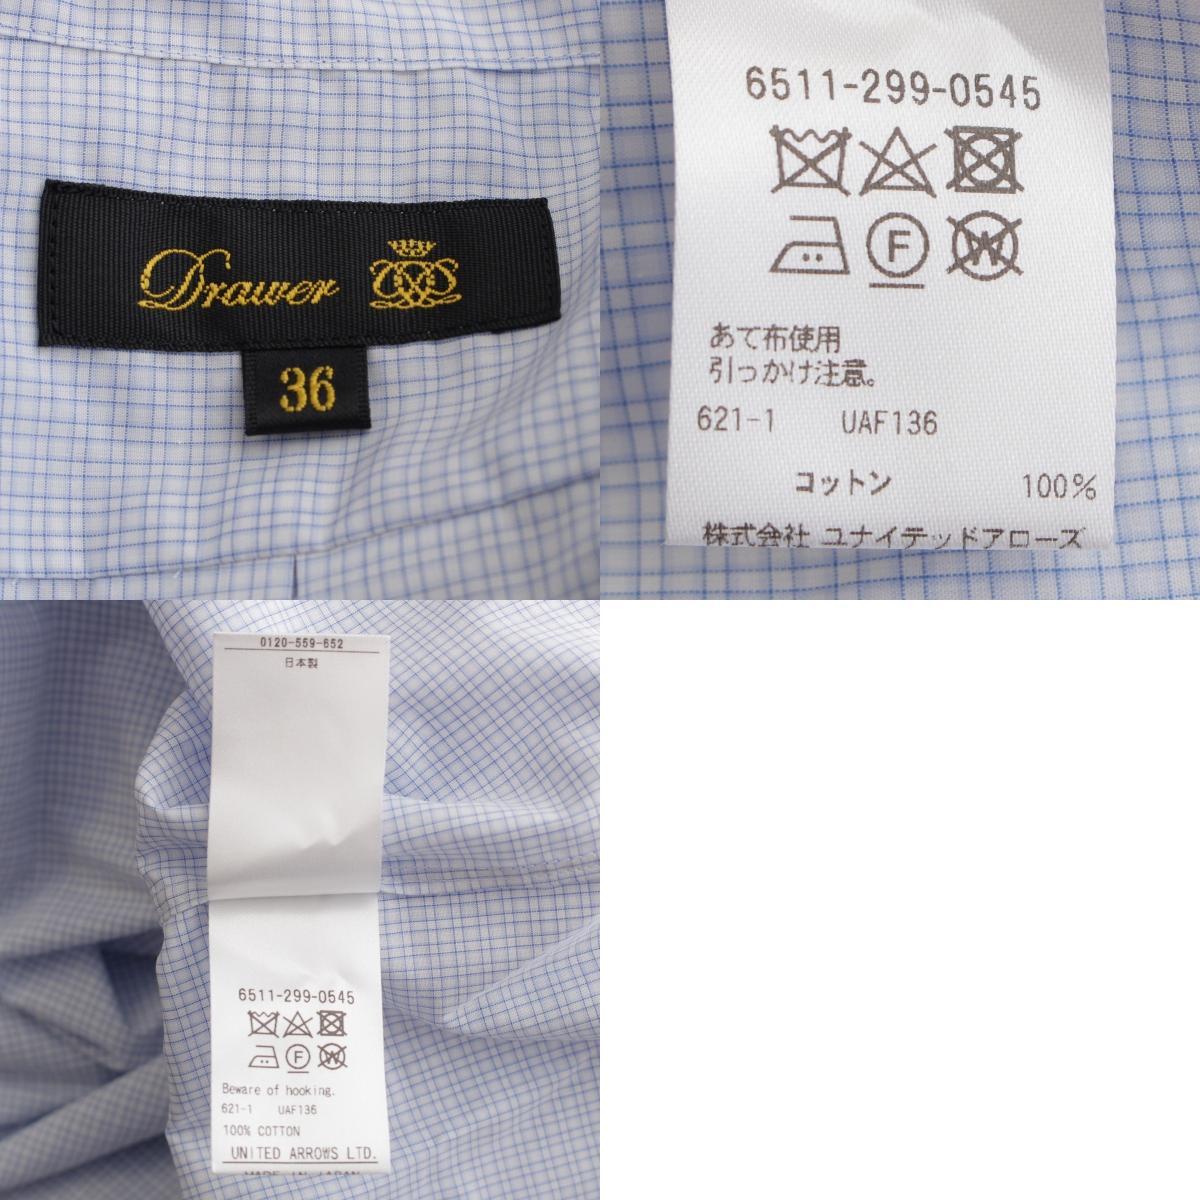 Drawer
36
6511-299-0545
F
W
あて布使用
引っかけ注意。
621-1 UAF136
コットン 100%
株式会社 ユナイテッドアローズ
0120-559-652
日本製
6511-299-0545
F
W
Beware of hooking.
621-1 UAF136
100% COTTON
UNITED ARROWS LTD.
MADE IN JAPAN